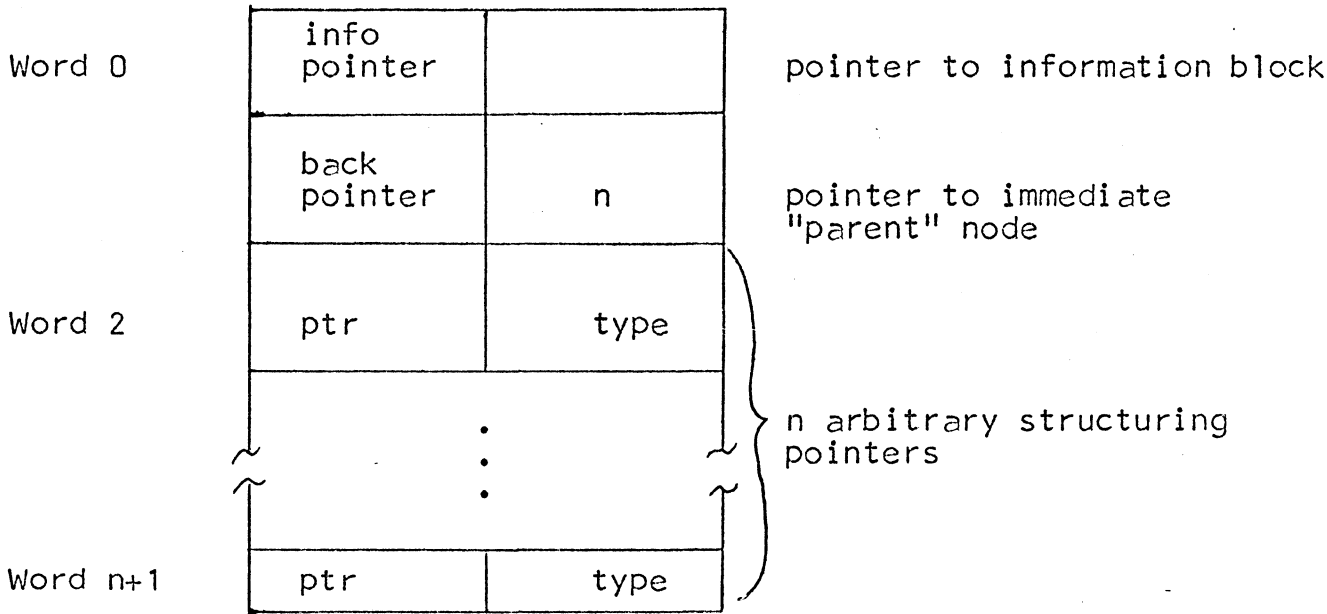 info
Word 0 pointer pointer to information block
back
pointer n pointer to immediate
"parent" node
Word 2 ptr type
n arbitrary structuring
pointers
Word n+1 ptr type